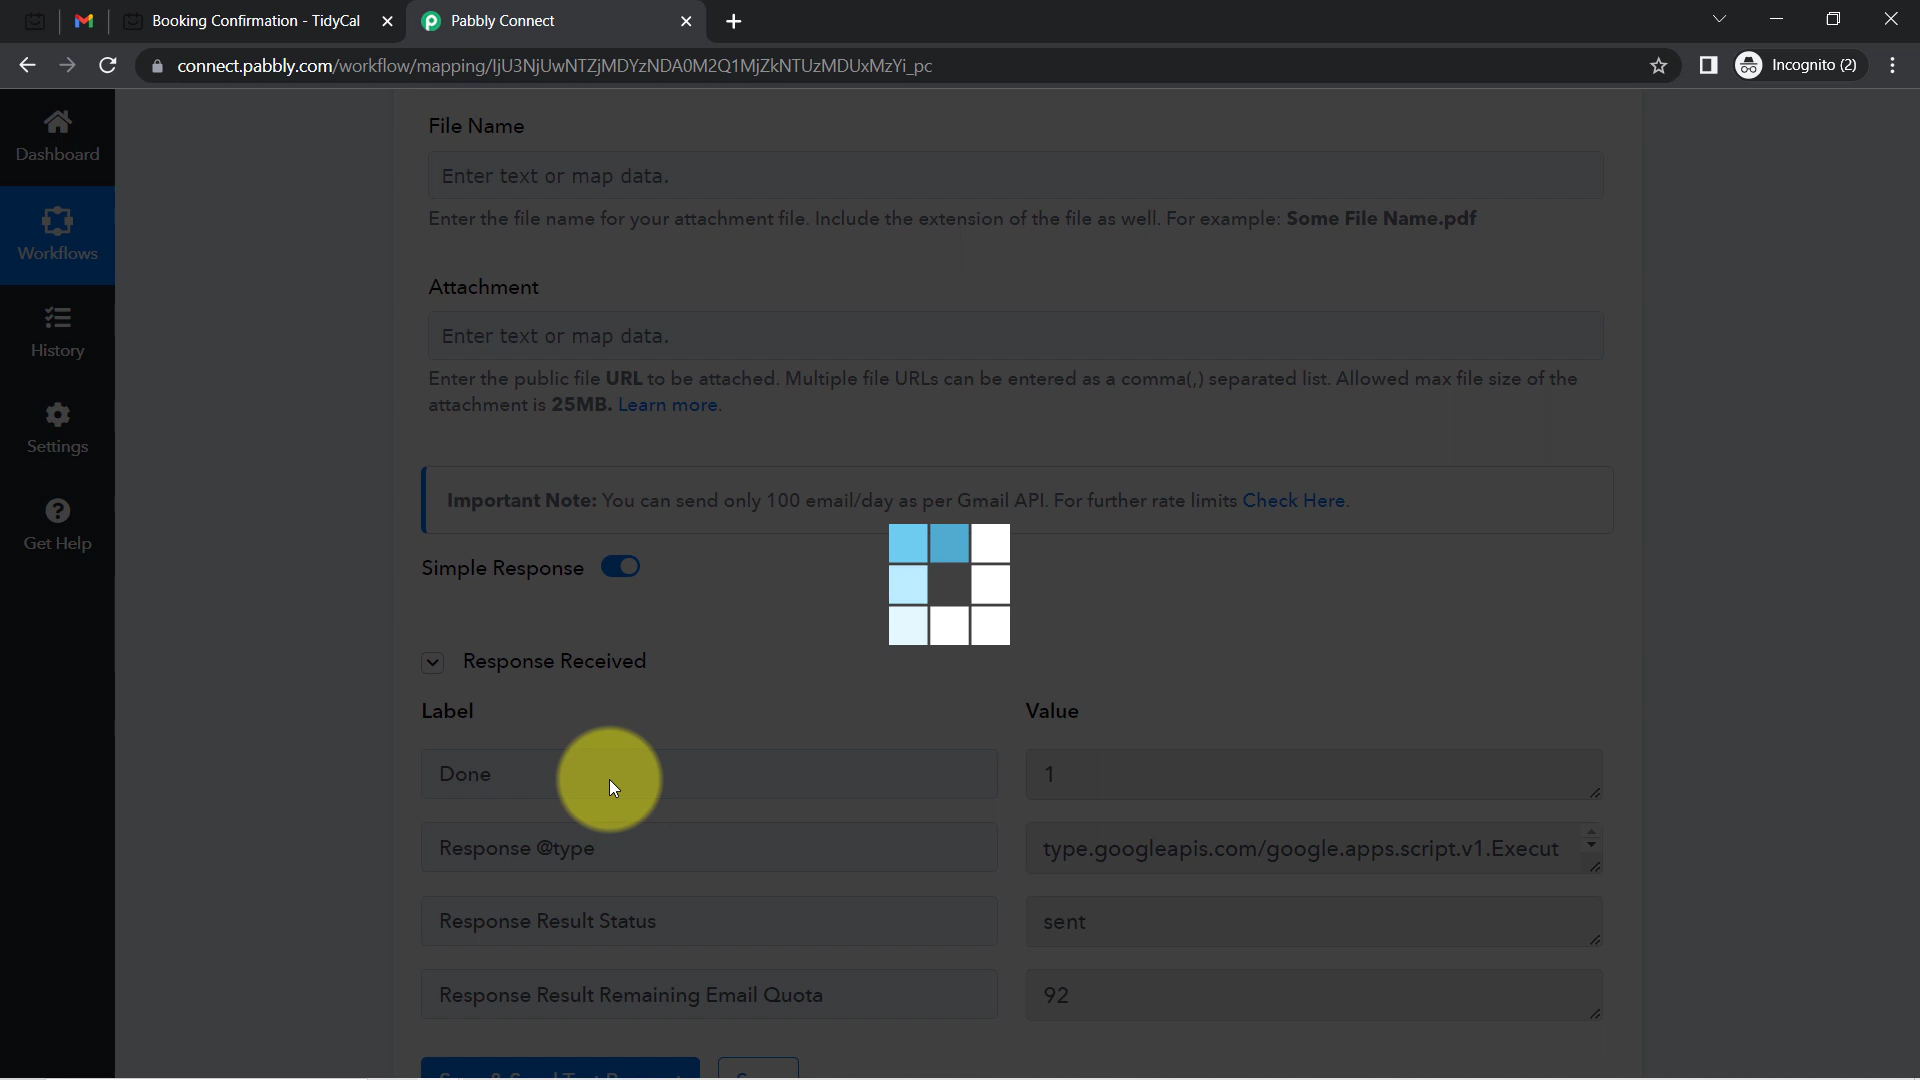 Booking Confirmation - TidyCal
Pabbly Connect
connect.pabbly.com/workflow/mapping/IjU3NjUwNTZjMDYzNDA0M2Q1MjZkNTUzMDUxMzYi_pc
Incognito (2)
Dashboard
Workflows
History
Settings
Get Help
File Name
Enter text or map data.
Enter the file name for your attachment file. Include the extension of the file as well. For example: Some File Name.pdf
Attachment
Enter text or map data.
Enter the public file URL to be attached. Multiple file URLs can be entered as a comma(,) separated list. Allowed max file size of the
attachment is 25MB. Learn more.
Important Note: You can send only 100 email/day as per Gmail API. For further rate limits Check Here.
Simple Response
Response Received
Label Value
Done 1
Response @type type.googleapis.com/google.apps.script.v1.Execut
Response Result Status sent
Response Result Remaining Email Quota 92